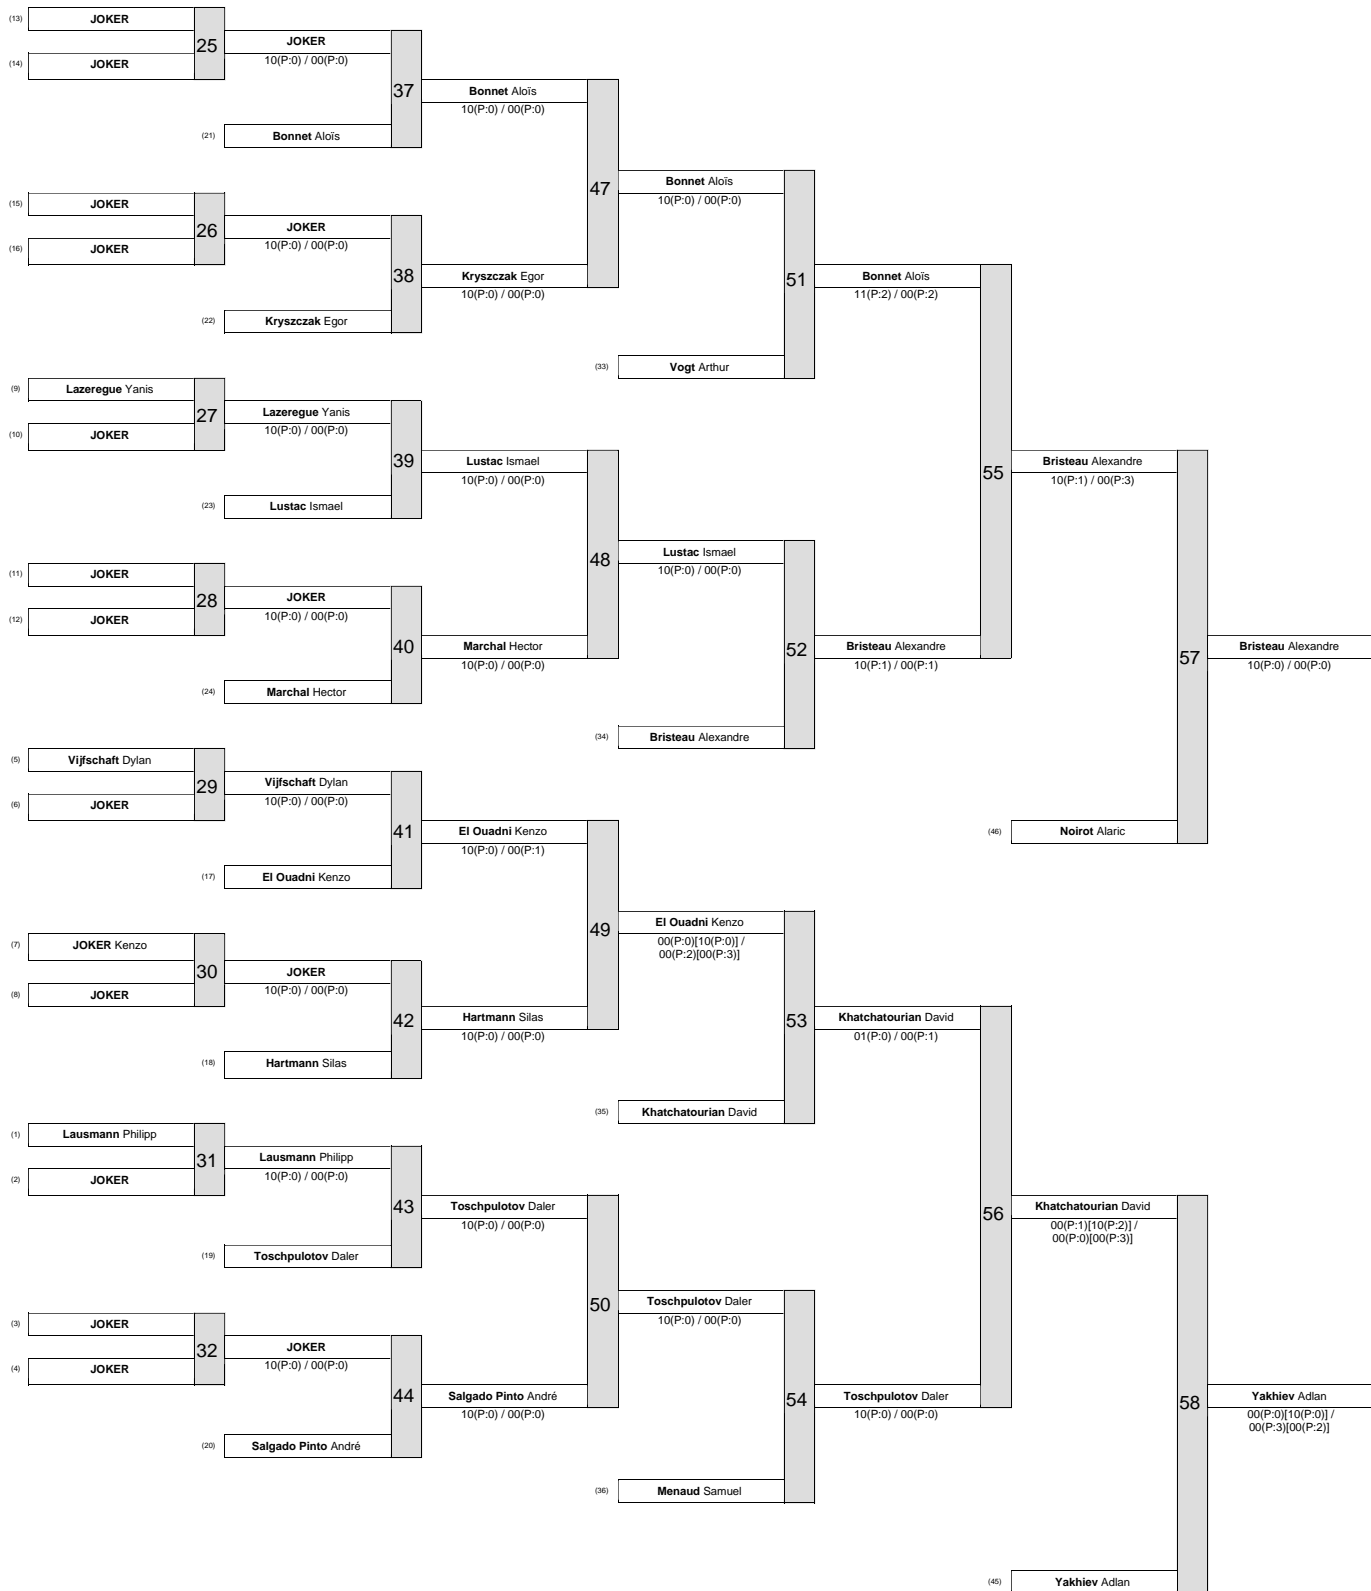 (13) JOKER
25
JOKER
(14) JOKER
10(P:0) / 00(P:0)
37
Bonnet Aloïs
10(P:0) / 00(P:0)
(21) Bonnet Aloïs
47
Bonnet Aloïs
10(P:0) / 00(P:0)
(15) JOKER
26
JOKER
(16) JOKER
10(P:0) / 00(P:0)
38
Kryszczak Egor
10(P:0) / 00(P:0)
51
Bonnet Aloïs
11(P:2) / 00(P:2)
(22) Kryszczak Egor
(33) Vogt Arthur
(9) Lazeregue Yanis
27
Lazeregue Yanis
(10) JOKER
10(P:0) / 00(P:0)
39
Lustac Ismael
10(P:0) / 00(P:0)
55
Bristeau Alexandre
10(P:1) / 00(P:3)
(23) Lustac Ismael
48
Lustac Ismael
10(P:0) / 00(P:0)
(11) JOKER
28
JOKER
(12) JOKER
10(P:0) / 00(P:0)
40
Marchal Hector
10(P:0) / 00(P:0)
52
Bristeau Alexandre
10(P:1) / 00(P:1)
57
Bristeau Alexandre
10(P:0) / 00(P:0)
(24) Marchal Hector
(34) Bristeau Alexandre
(5) Vijfschaft Dylan
29
Vijfschaft Dylan
(6) JOKER
10(P:0) / 00(P:0)
41
El Ouadni Kenzo
10(P:0) / 00(P:1)
(46) Noirot Alaric
(17) El Ouadni Kenzo
49
El Ouadni Kenzo
00(P:0)[10(P:0)] /
00(P:2)[00(P:3)]
(7) JOKER Kenzo
30
JOKER
(8) JOKER
10(P:0) / 00(P:0)
42
Hartmann Silas
10(P:0) / 00(P:0)
53
Khatchatourian David
01(P:0) / 00(P:1)
(18) Hartmann Silas
(35) Khatchatourian David
(1) Lausmann Philipp
31
Lausmann Philipp
(2) JOKER
10(P:0) / 00(P:0)
43
Toschpulotov Daler
10(P:0) / 00(P:0)
56
Khatchatourian David
00(P:1)[10(P:2)] /
00(P:0)[00(P:3)]
(19) Toschpulotov Daler
50
Toschpulotov Daler
10(P:0) / 00(P:0)
(3) JOKER
32
JOKER
(4) JOKER
10(P:0) / 00(P:0)
44
Salgado Pinto André
10(P:0) / 00(P:0)
54
Toschpulotov Daler
10(P:0) / 00(P:0)
58
Yakhiev Adlan
00(P:0)[10(P:0)] /
00(P:3)[00(P:2)]
(20) Salgado Pinto André
(36) Menaud Samuel
(45) Yakhiev Adlan